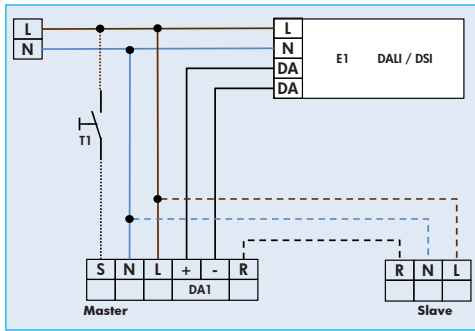 L L
N N
DA
DA
E1 DALI / DSI
T1
S N L + - R
DA1
Master
R N L
Slave